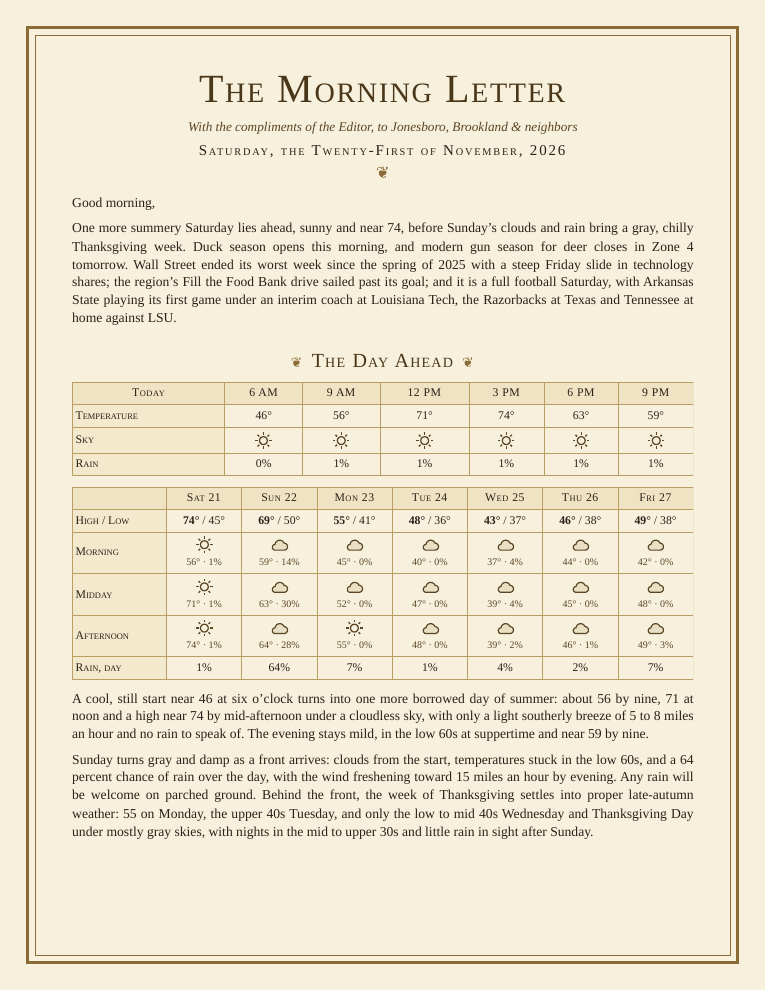 The Morning Letter
With the compliments of the Editor, to Jonesboro, Brookland & neighbors
Saturday, the Twenty-First of November, 2026
Good morning,
One more summery Saturday lies ahead, sunny and near 74, before Sunday’s clouds and rain bring a gray, chilly
Thanksgiving week. Duck season opens this morning, and modern gun season for deer closes in Zone 4
tomorrow. Wall Street ended its worst week since the spring of 2025 with a steep Friday slide in technology
shares; the region’s Fill the Food Bank drive sailed past its goal; and it is a full football Saturday, with Arkansas
State playing its first game under an interim coach at Louisiana Tech, the Razorbacks at Texas and Tennessee at
home against LSU.
The Day Ahead
Today 6 AM 9 AM 12 PM 3 PM 6 PM 9 PM
Temperature 46° 56° 71° 74° 63° 59°
Sky
Rain 0% 1% 1% 1% 1% 1%
Sat 21 Sun 22 Mon 23 Tue 24 Wed 25 Thu 26 Fri 27
High / Low 74° / 45° 69° / 50° 55° / 41° 48° / 36° 43° / 37° 46° / 38° 49° / 38°
Morning 56° · 1% 59° · 14% 45° · 0% 40° · 0% 37° · 4% 44° · 0% 42° · 0%
Midday 71° · 1% 63° · 30% 52° · 0% 47° · 0% 39° · 4% 45° · 0% 48° · 0%
Afternoon 74° · 1% 64° · 28% 55° · 0% 48° · 0% 39° · 2% 46° · 1% 49° · 3%
Rain, day 1% 64% 7% 1% 4% 2% 7%
A cool, still start near 46 at six o’clock turns into one more borrowed day of summer: about 56 by nine, 71 at
noon and a high near 74 by mid-afternoon under a cloudless sky, with only a light southerly breeze of 5 to 8 miles
an hour and no rain to speak of. The evening stays mild, in the low 60s at suppertime and near 59 by nine.
Sunday turns gray and damp as a front arrives: clouds from the start, temperatures stuck in the low 60s, and a 64
percent chance of rain over the day, with the wind freshening toward 15 miles an hour by evening. Any rain will
be welcome on parched ground. Behind the front, the week of Thanksgiving settles into proper late-autumn
weather: 55 on Monday, the upper 40s Tuesday, and only the low to mid 40s Wednesday and Thanksgiving Day
under mostly gray skies, with nights in the mid to upper 30s and little rain in sight after Sunday.